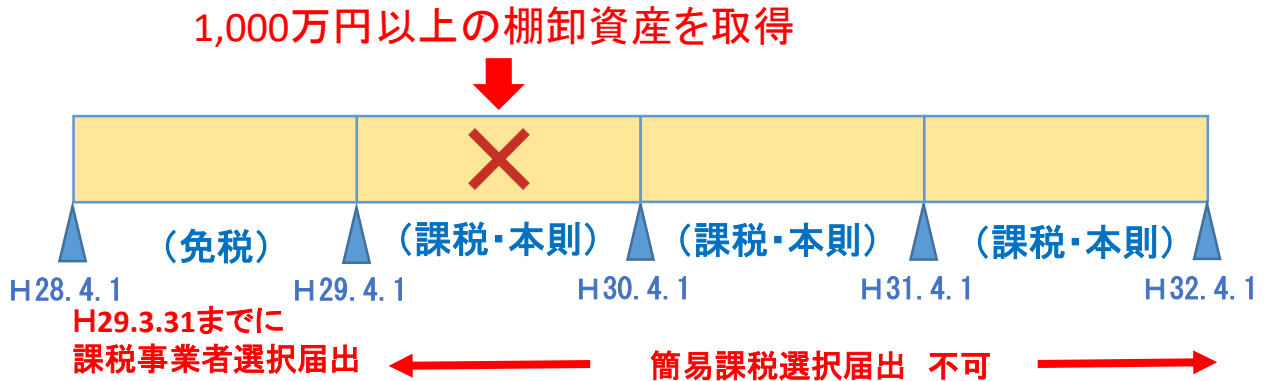 1,000万円以上の棚卸資産を取得
(免税)
(課税・本則)
(課税・本則)
(課税・本則)
H28.4.1
H29.4.1
H30.4.1
H31.4.1
H32.4.1
H29.3.31までに
課税事業者選択届出
簡易課税選択届出 不可